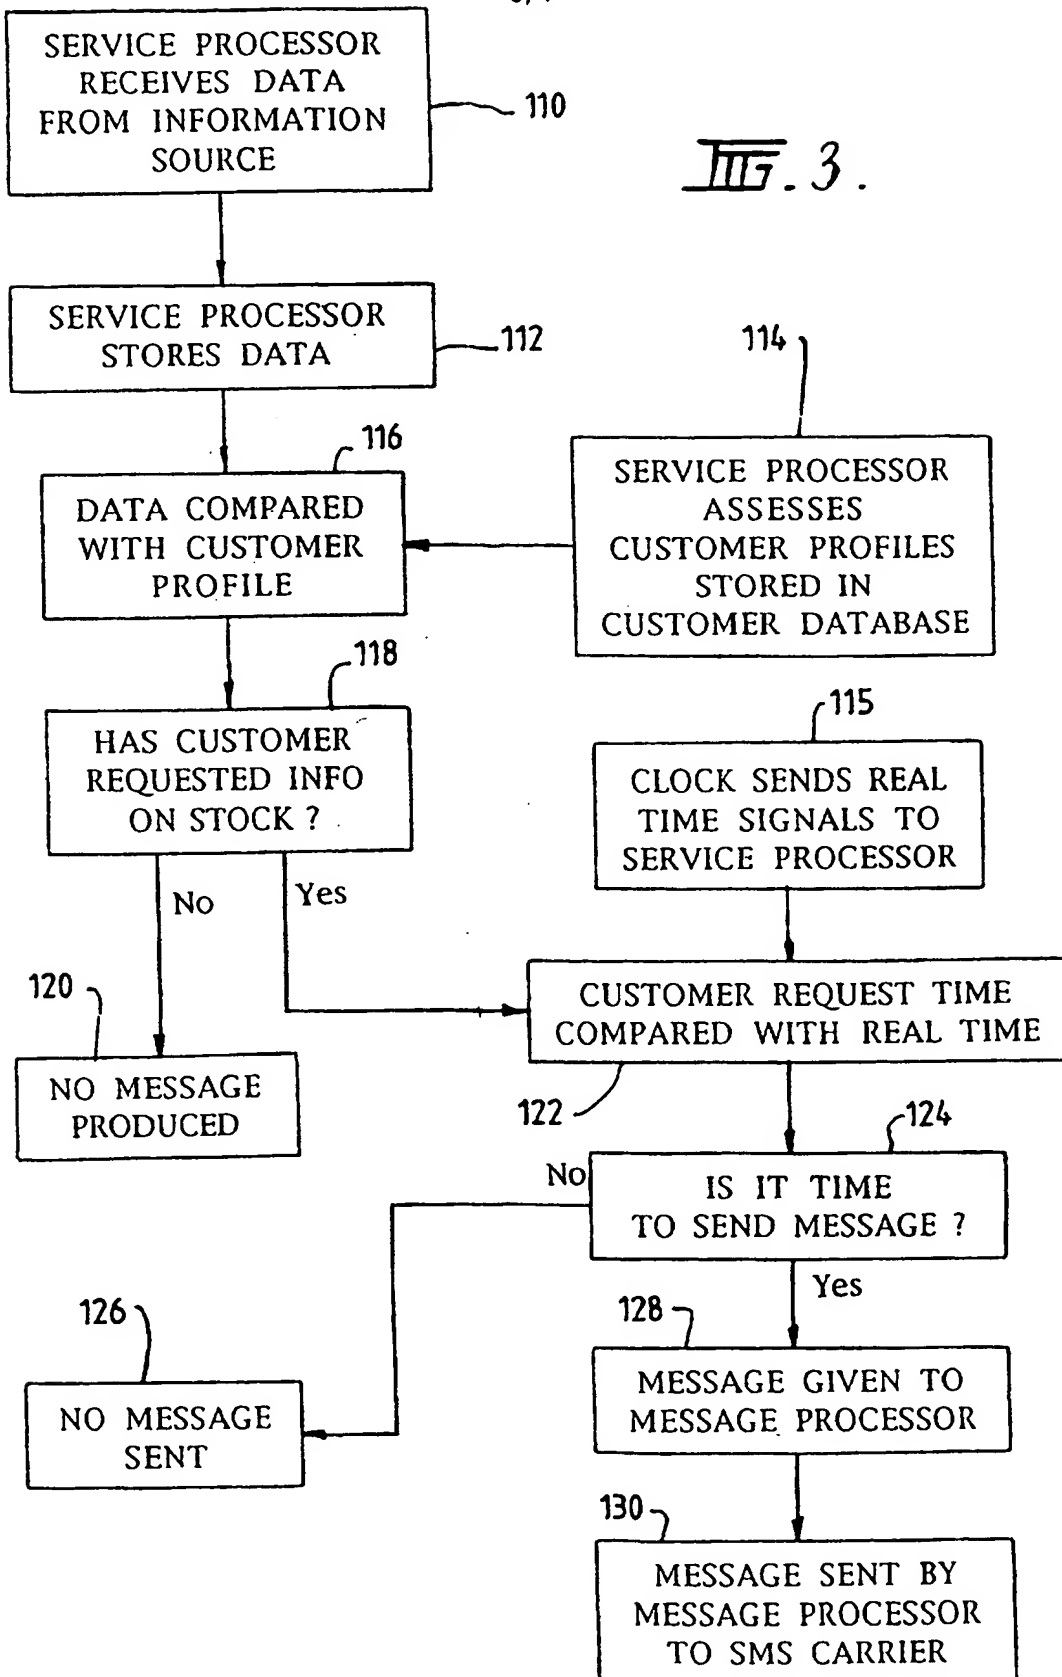 SERVICE PROCESSOR
RECEIVES DATA
FROM INFORMATION
SOURCE
110
FIG. 3.
SERVICE PROCESSOR
STORES DATA
112
114
116
DATA COMPARED
WITH CUSTOMER
PROFILE
SERVICE PROCESSOR
ASSESSES
CUSTOMER PROFILES
STORED IN
CUSTOMER DATABASE
118
HAS CUSTOMER
REQUESTED INFO
ON STOCK ?
115
CLOCK SENDS REAL
TIME SIGNALS TO
SERVICE PROCESSOR
No
Yes
120
NO MESSAGE
PRODUCED
CUSTOMER REQUEST TIME
COMPARED WITH REAL TIME
122
124
No
IS IT TIME
TO SEND MESSAGE ?
Yes
126
NO MESSAGE
SENT
128
MESSAGE GIVEN TO
MESSAGE PROCESSOR
130
MESSAGE SENT BY
MESSAGE PROCESSOR
TO SMS CARRIER